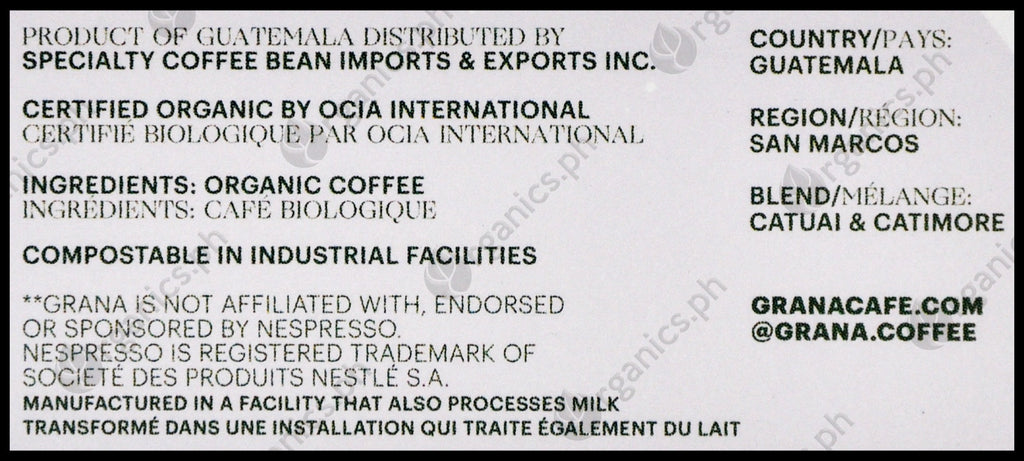 PRODUCT OF GUATEMALA DISTRIBUTED BY
SPECIALTY COFFEE BEAN IMPORTS & EXPORTS INC.
CERTIFIED ORGANIC BY OCIA INTERNATIONAL
CERTIFIÉ BIOLOGIQUE PAR OCIA INTERNATIONAL
INGREDIENTS: ORGANIC COFFEE
INGRÉDIENTS: CAFÉ BIOLOGIQUE
COMPOSTABLE IN INDUSTRIAL FACILITIES
**GRANA IS NOT AFFILIATED WITH, ENDORSED
OR SPONSORED BY NESPRESSO.
NESPRESSO IS REGISTERED TRADEMARK OF
SOCIETÉ DES PRODUITS NESTLÉ S.A.
MANUFACTURED IN A FACILITY THAT ALSO PROCESSES MILK
TRANSFORMÉ DANS UNE INSTALLATION QUI TRAITE ÉGALEMENT DU LAIT
COUNTRY/PAYS:
GUATEMALA
REGION/RÉGION:
SAN MARCOS
BLEND/MÉLANGE:
CATUAI & CATIMORE
GRANACAFE.COM
@GRANA.COFFEE
Organics.ph